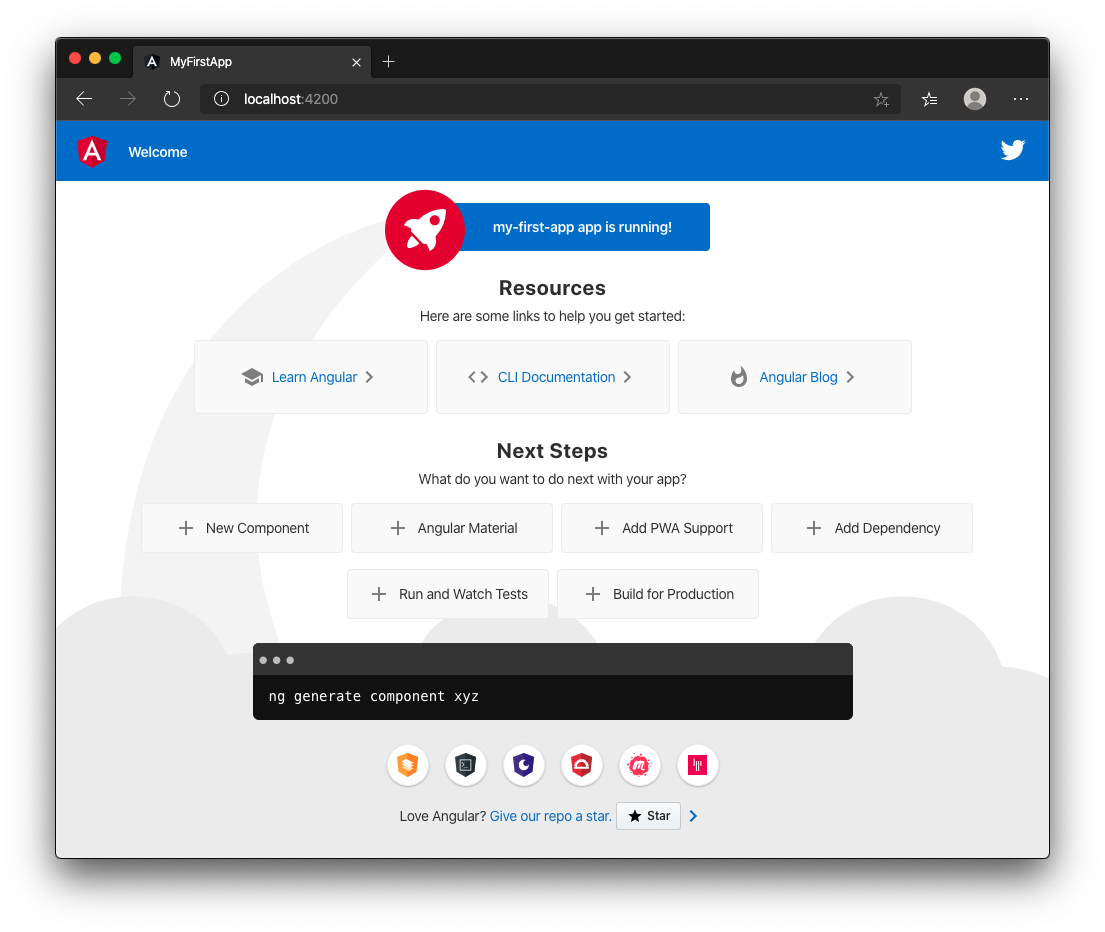 MyFirstApp
localhost:4200
Welcome
my-first-app app is running!
Resources
Here are some links to help you get started:
Learn Angular
CLI Documentation
Angular Blog
Next Steps
What do you want to do next with your app?
New Component
Angular Material
Add PWA Support
Add Dependency
Run and Watch Tests
Build for Production
ng generate component xyz
Love Angular? Give our repo a star. Star